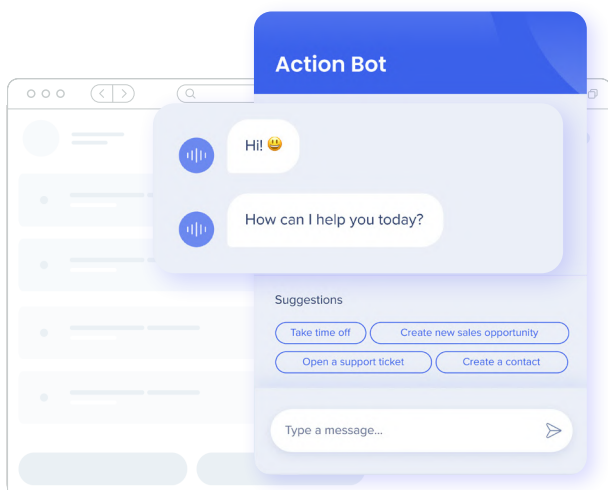 Action Bot
Hi! 😃
How can I help you today?
Suggestions
Take time off
Create new sales opportunity
Open a support ticket
Create a contact
Type a message...